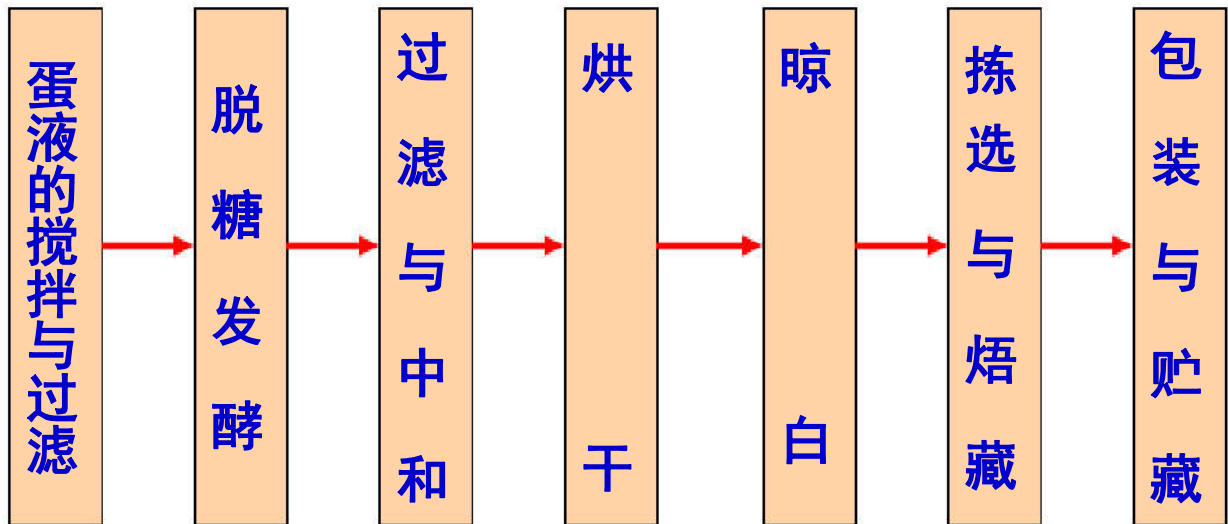 蛋液的搅拌与过滤
脱糖发酵
过滤与中和
烘干
晾白
拣选与焐藏
包装与贮藏